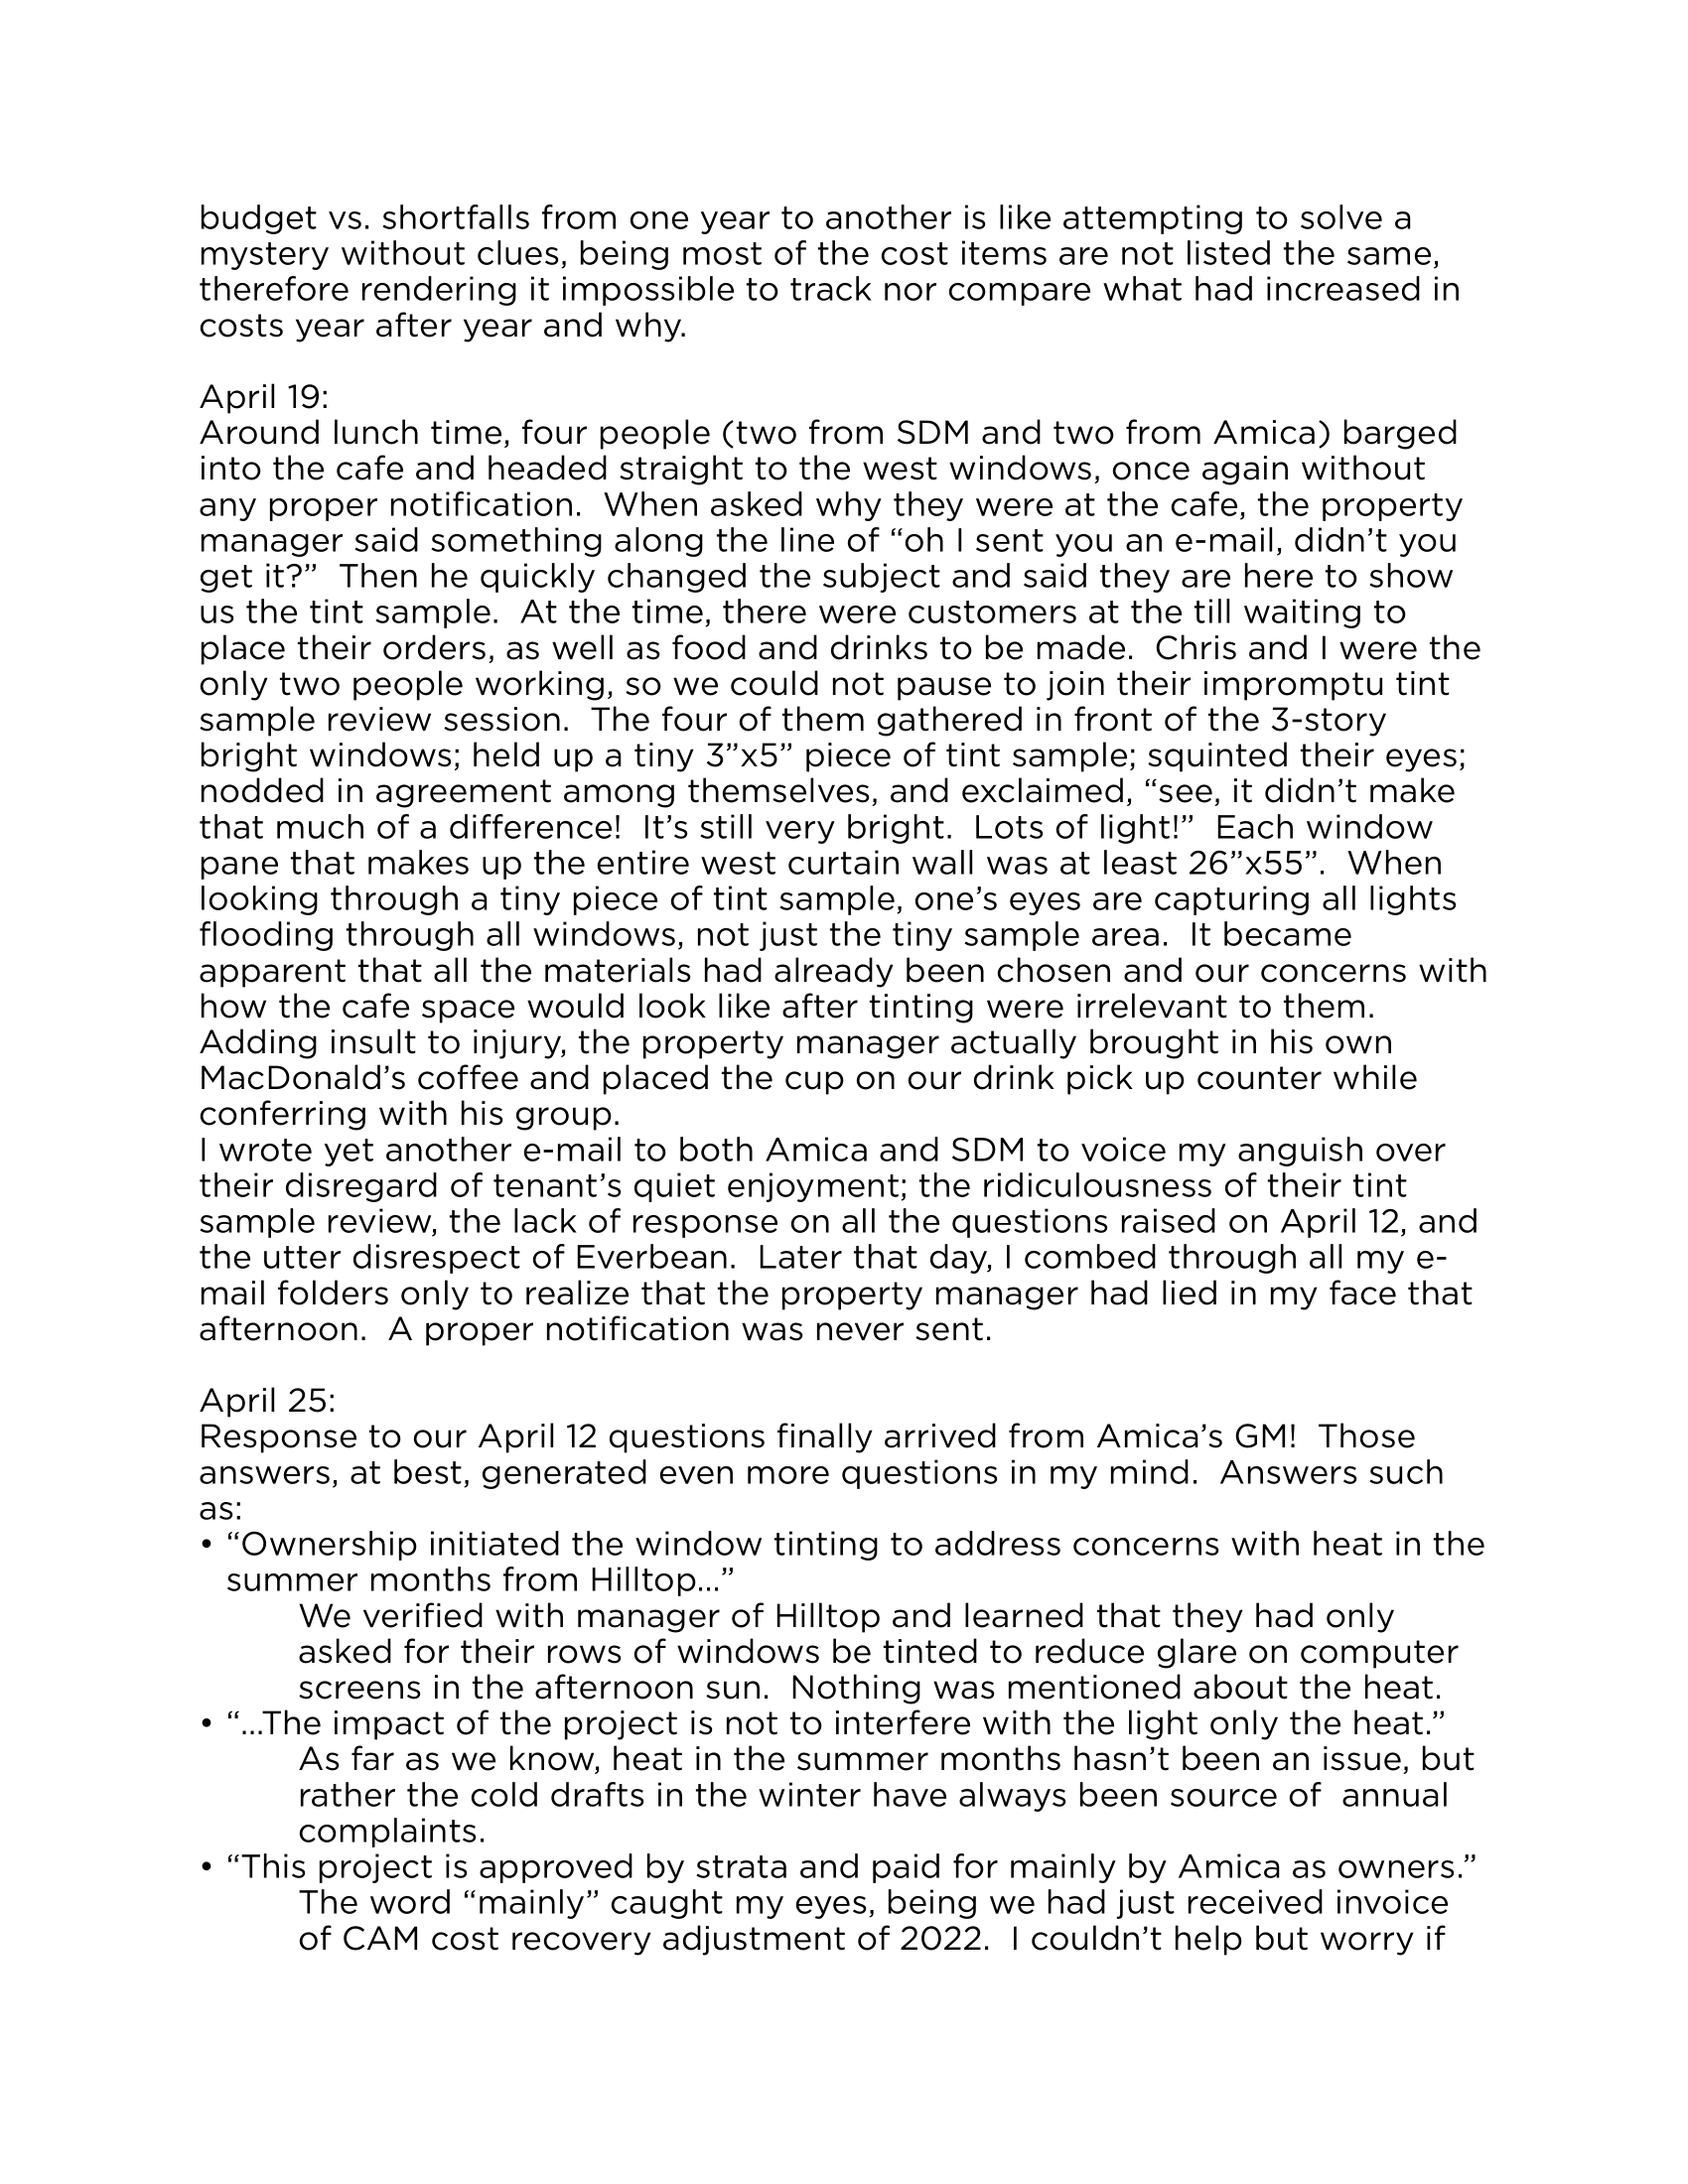 budget vs. shortfalls from one year to another is like attempting to solve a
mystery without clues, being most of the cost items are not listed the same,
therefore rendering it impossible to track nor compare what had increased in
costs year after year and why.
April 19:
Around lunch time, four people (two from SDM and two from Amica) barged
into the cafe and headed straight to the west windows, once again without
any proper notification.  When asked why they were at the cafe, the property
manager said something along the line of “oh I sent you an e-mail, didn’t you
get it?”  Then he quickly changed the subject and said they are here to show
us the tint sample.  At the time, there were customers at the till waiting to
place their orders, as well as food and drinks to be made.  Chris and I were the
only two people working, so we could not pause to join their impromptu tint
sample review session.  The four of them gathered in front of the 3-story
bright windows; held up a tiny 3”x5” piece of tint sample; squinted their eyes;
nodded in agreement among themselves, and exclaimed, “see, it didn’t make
that much of a difference!  It’s still very bright.  Lots of light!”  Each window
pane that makes up the entire west curtain wall was at least 26”x55”.  When
looking through a tiny piece of tint sample, one’s eyes are capturing all lights
flooding through all windows, not just the tiny sample area.  It became
apparent that all the materials had already been chosen and our concerns with
how the cafe space would look like after tinting were irrelevant to them.
Adding insult to injury, the property manager actually brought in his own
MacDonald’s coffee and placed the cup on our drink pick up counter while
conferring with his group.
I wrote yet another e-mail to both Amica and SDM to voice my anguish over
their disregard of tenant’s quiet enjoyment; the ridiculousness of their tint
sample review, the lack of response on all the questions raised on April 12, and
the utter disrespect of Everbean.  Later that day, I combed through all my e-
mail folders only to realize that the property manager had lied in my face that
afternoon.  A proper notification was never sent.
April 25:
Response to our April 12 questions finally arrived from Amica’s GM!  Those
answers, at best, generated even more questions in my mind.  Answers such
as:
• “Ownership initiated the window tinting to address concerns with heat in the
summer months from Hilltop…”
We verified with manager of Hilltop and learned that they had only
asked for their rows of windows be tinted to reduce glare on computer
screens in the afternoon sun.  Nothing was mentioned about the heat.
• “…The impact of the project is not to interfere with the light only the heat.”
As far as we know, heat in the summer months hasn’t been an issue, but
rather the cold drafts in the winter have always been source of  annual
complaints.
• “This project is approved by strata and paid for mainly by Amica as owners.”
The word “mainly” caught my eyes, being we had just received invoice
of CAM cost recovery adjustment of 2022.  I couldn’t help but worry if